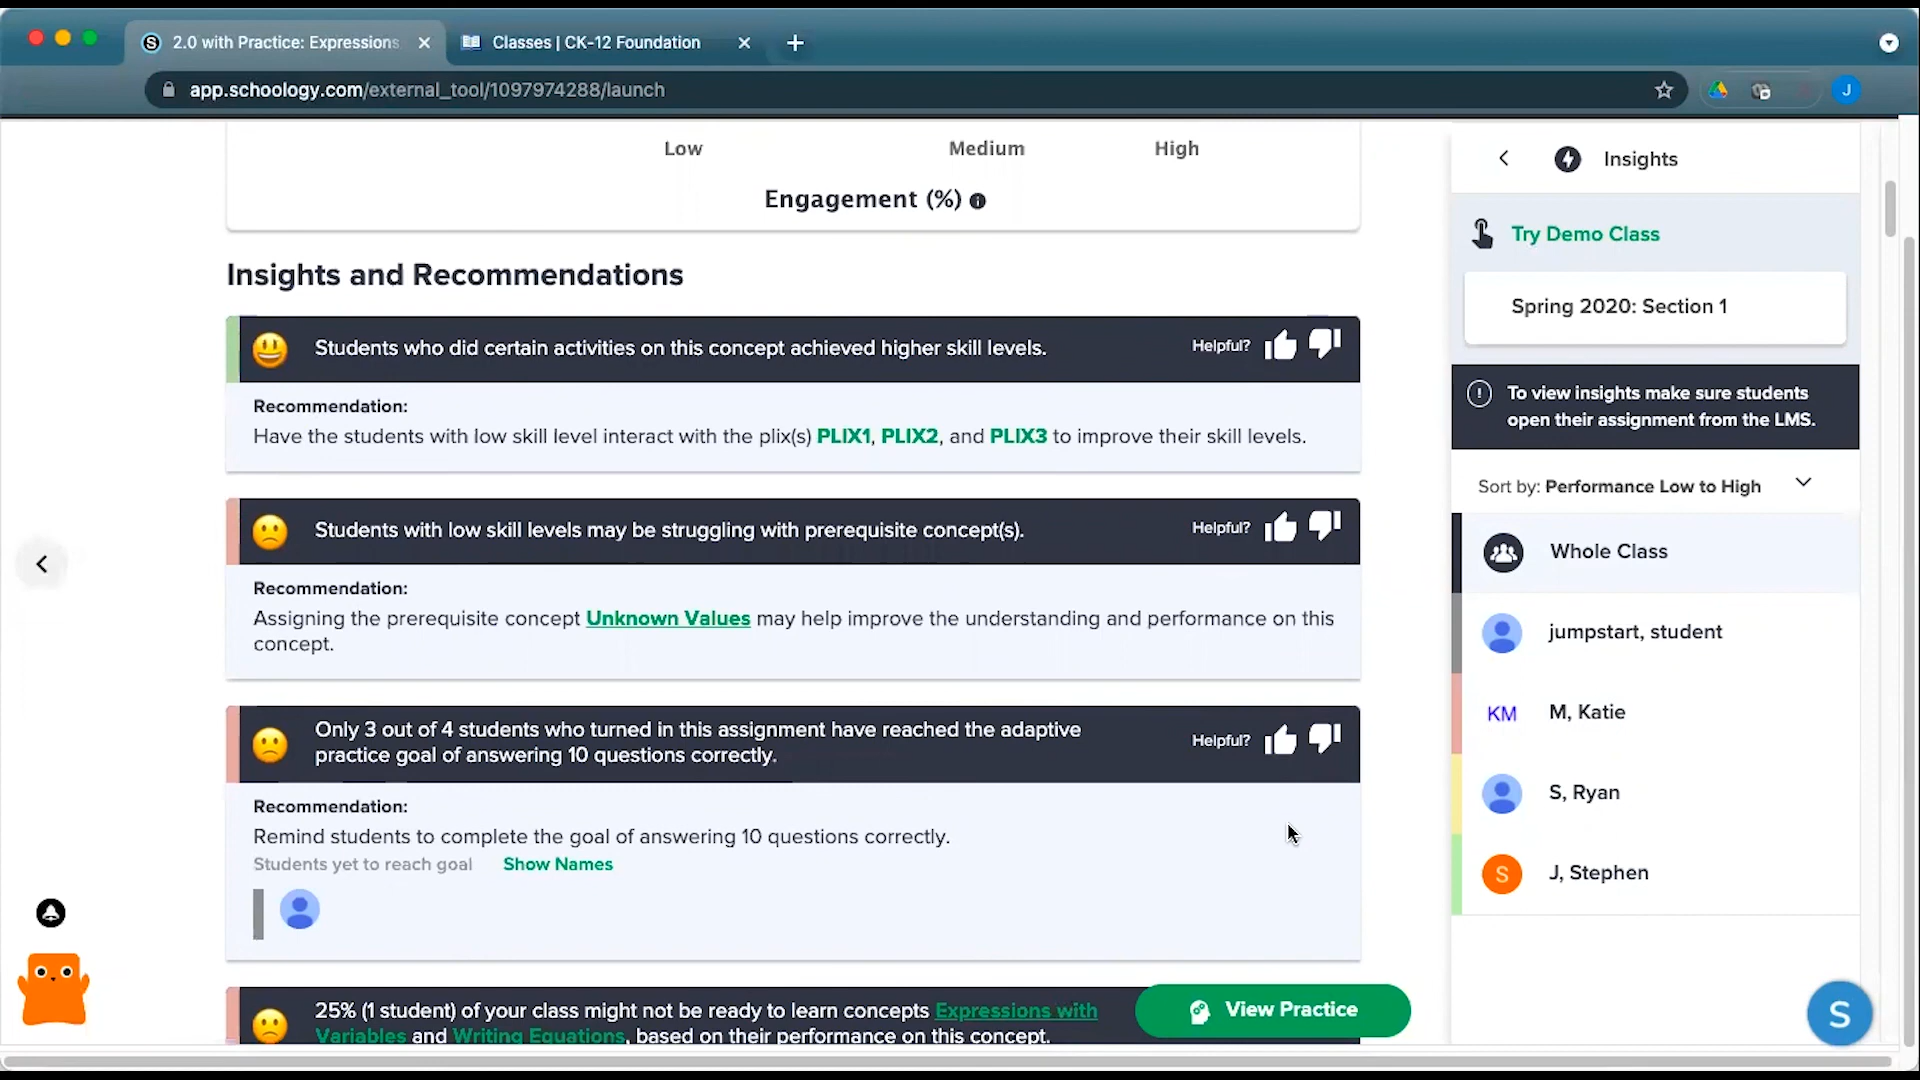 2.0 with Practice: Expressions
Classes | CK-12 Foundation
app.schoology.com/external_tool/1097974288/launch
J
Low Medium High
Engagement (%)
Insights and Recommendations
Students who did certain activities on this concept achieved higher skill levels.
Helpful?
Recommendation:
Have the students with low skill level interact with the plix(s) PLIX1, PLIX2, and PLIX3 to improve their skill levels.
Students with low skill levels may be struggling with prerequisite concept(s).
Helpful?
Recommendation:
Assigning the prerequisite concept Unknown Values may help improve the understanding and performance on this
concept.
Only 3 out of 4 students who turned in this assignment have reached the adaptive
practice goal of answering 10 questions correctly.
Helpful?
Recommendation:
Remind students to complete the goal of answering 10 questions correctly.
Students yet to reach goal Show Names
25% (1 student) of your class might not be ready to learn concepts Expressions with
Variables and Writing Equations, based on their performance on this concept.
View Practice
Insights
Try Demo Class
Spring 2020: Section 1
To view insights make sure students
open their assignment from the LMS.
Sort by: Performance Low to High
Whole Class
jumpstart, student
KM M, Katie
S, Ryan
S J, Stephen
S